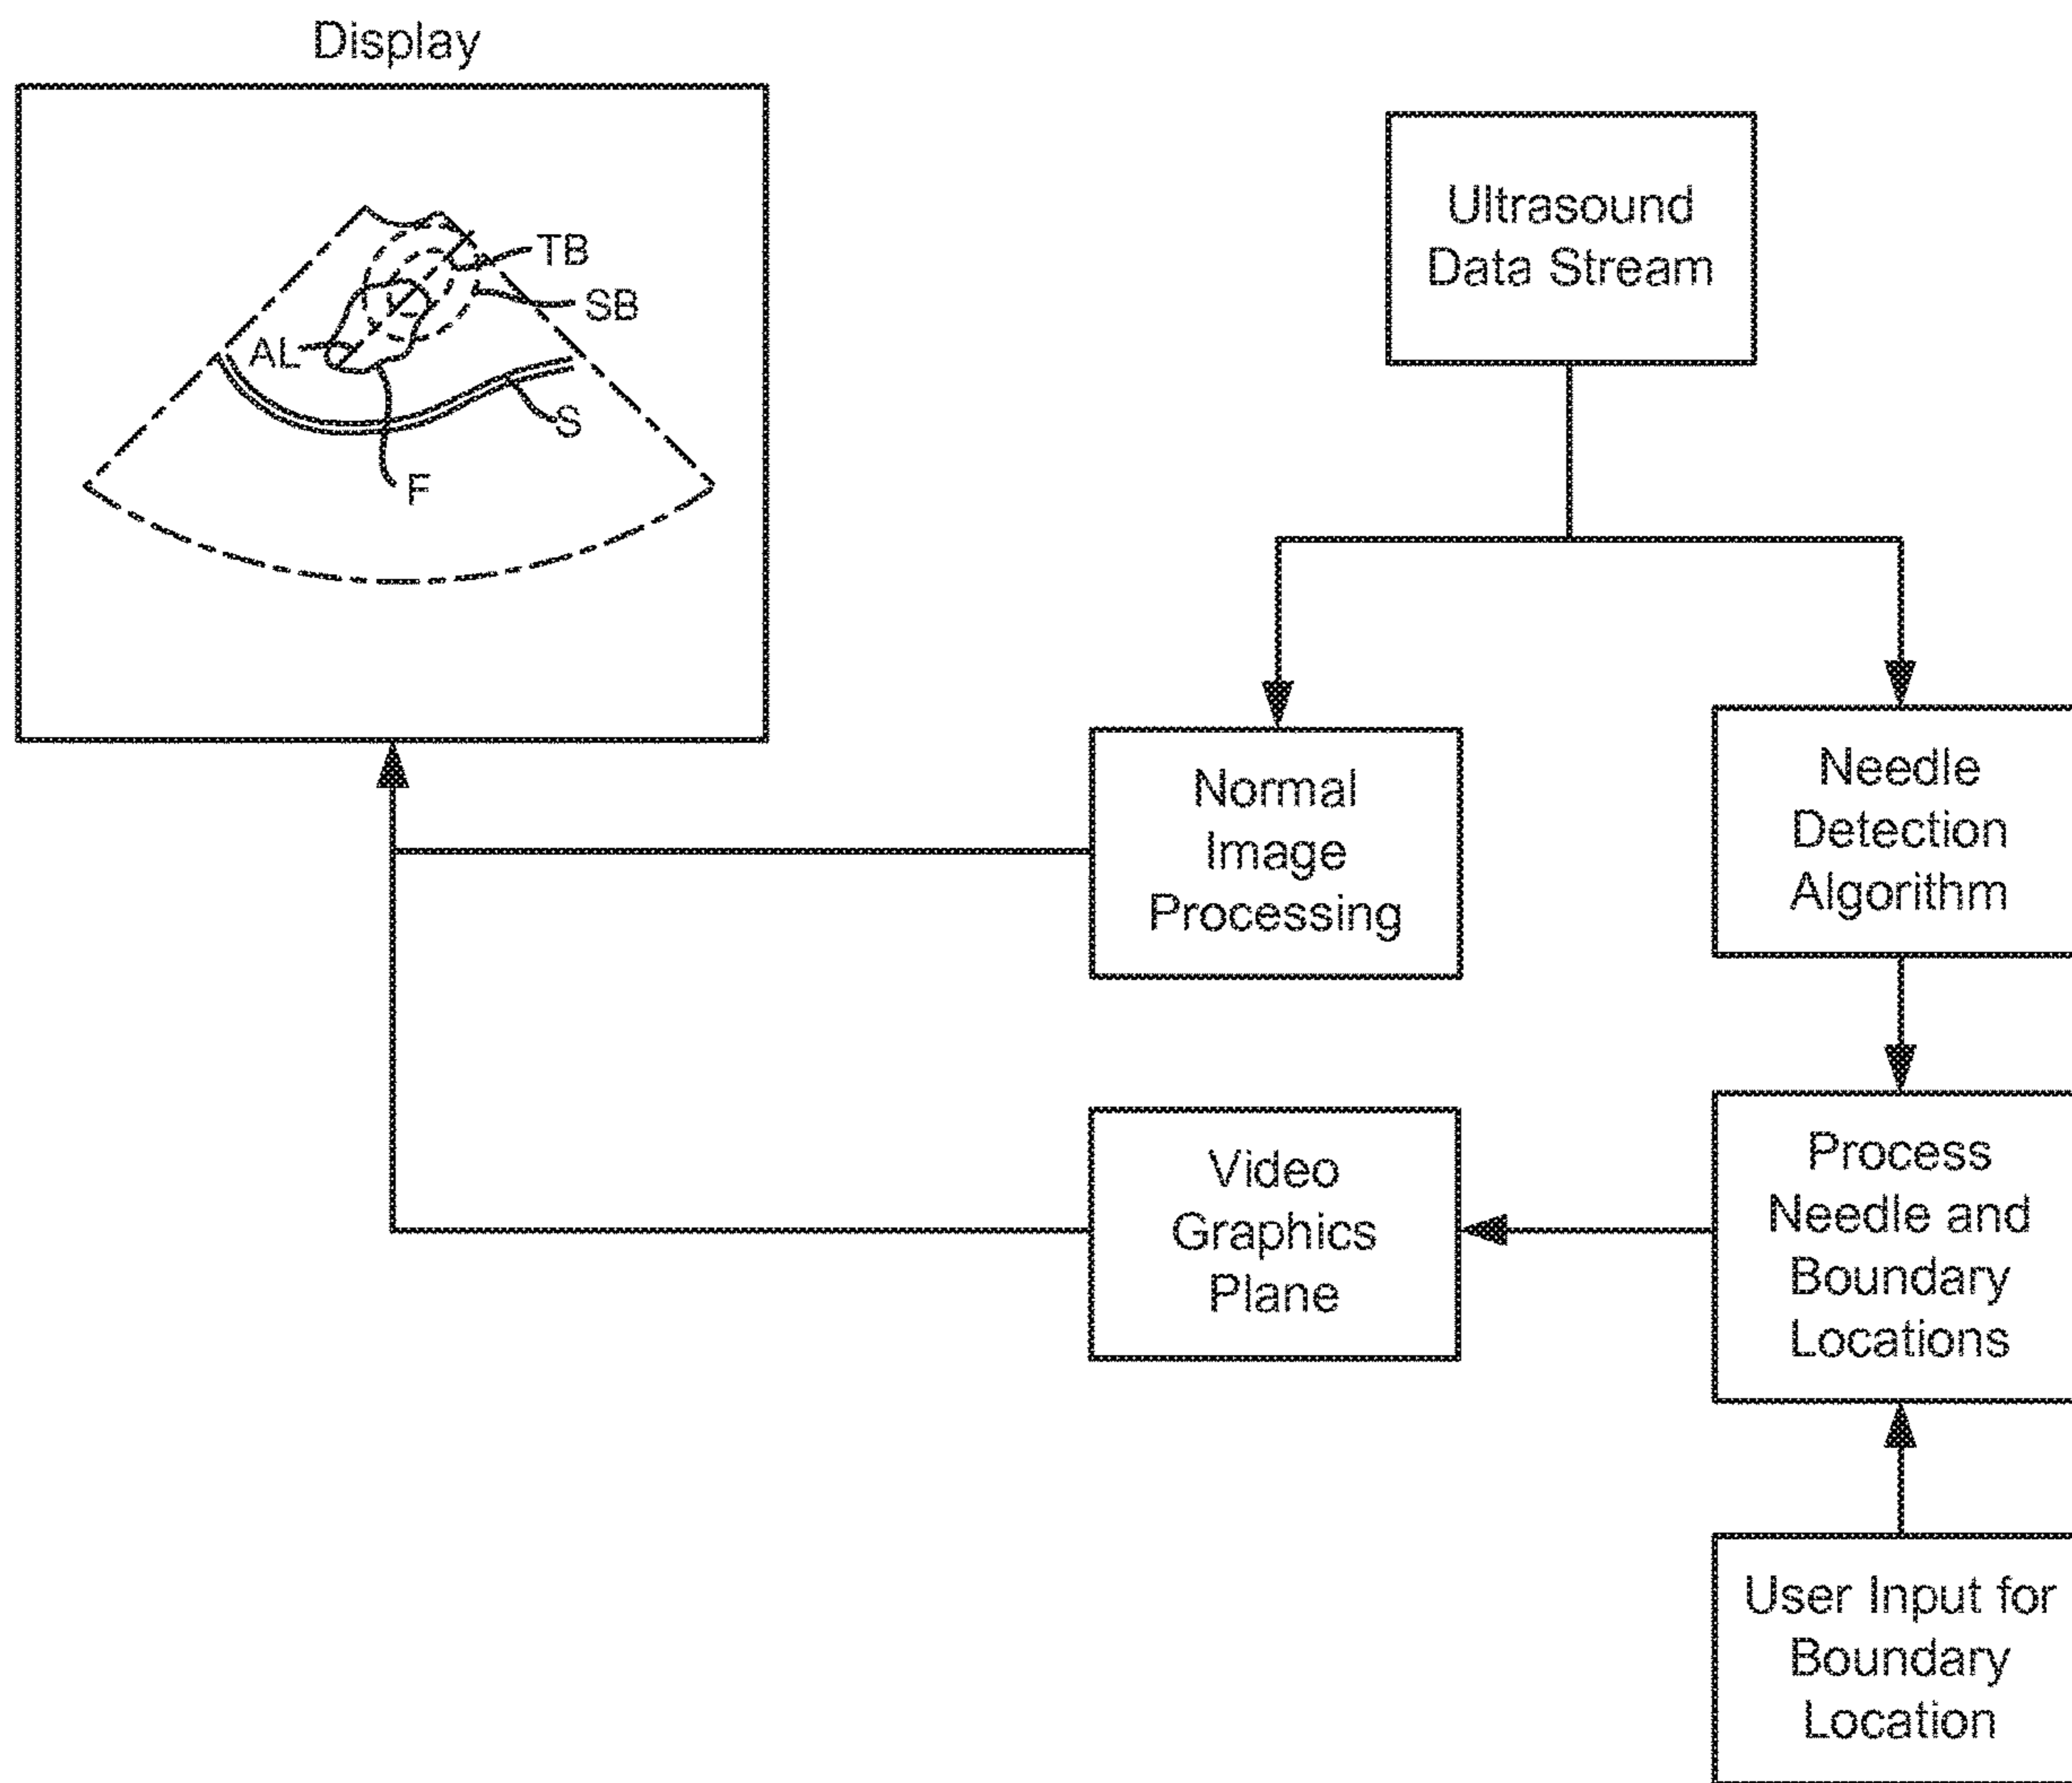 Display
TB
SB
AL
S
F
Ultrasound
Data Stream
Normal
Image
Processing
Needle
Detection
Algorithm
Video
Graphics
Plane
Process
Needle and
Boundary
Locations
User Input for
Boundary
Location